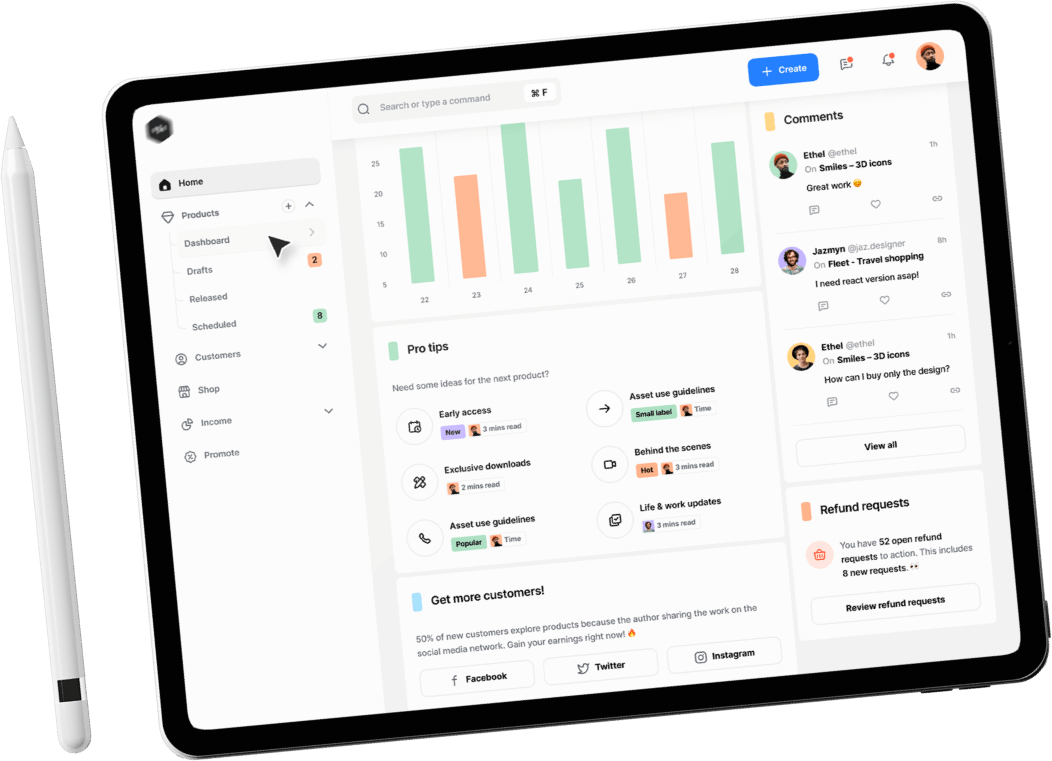 Search or type a command
⌘ F
+ Create
Home
Products
Dashboard
Drafts
2
Released
Scheduled
8
Customers
Shop
Income
Promote
25
20
15
10
5
22
23
24
25
26
27
28
Pro tips
Need some ideas for the next product?
Early access
New
3 mins read
Exclusive downloads
2 mins read
Asset use guidelines
Popular
Time
Asset use guidelines
Small label
Time
Behind the scenes
Hot
3 mins read
Life & work updates
3 mins read
Get more customers!
50% of new customers explore products because the author sharing the work on the
social media network. Gain your earnings right now! 🔥
Facebook
Twitter
Instagram
Comments
Ethel @ethel
1h
On Smiles – 3D icons
Great work 😍
Jazmyn @jaz.designer
8h
On Fleet - Travel shopping
I need react version asap!
Ethel @ethel
1h
On Smiles – 3D icons
How can I buy only the design?
View all
Refund requests
You have 52 open refund
requests to action. This includes
8 new requests. 👀
Review refund requests